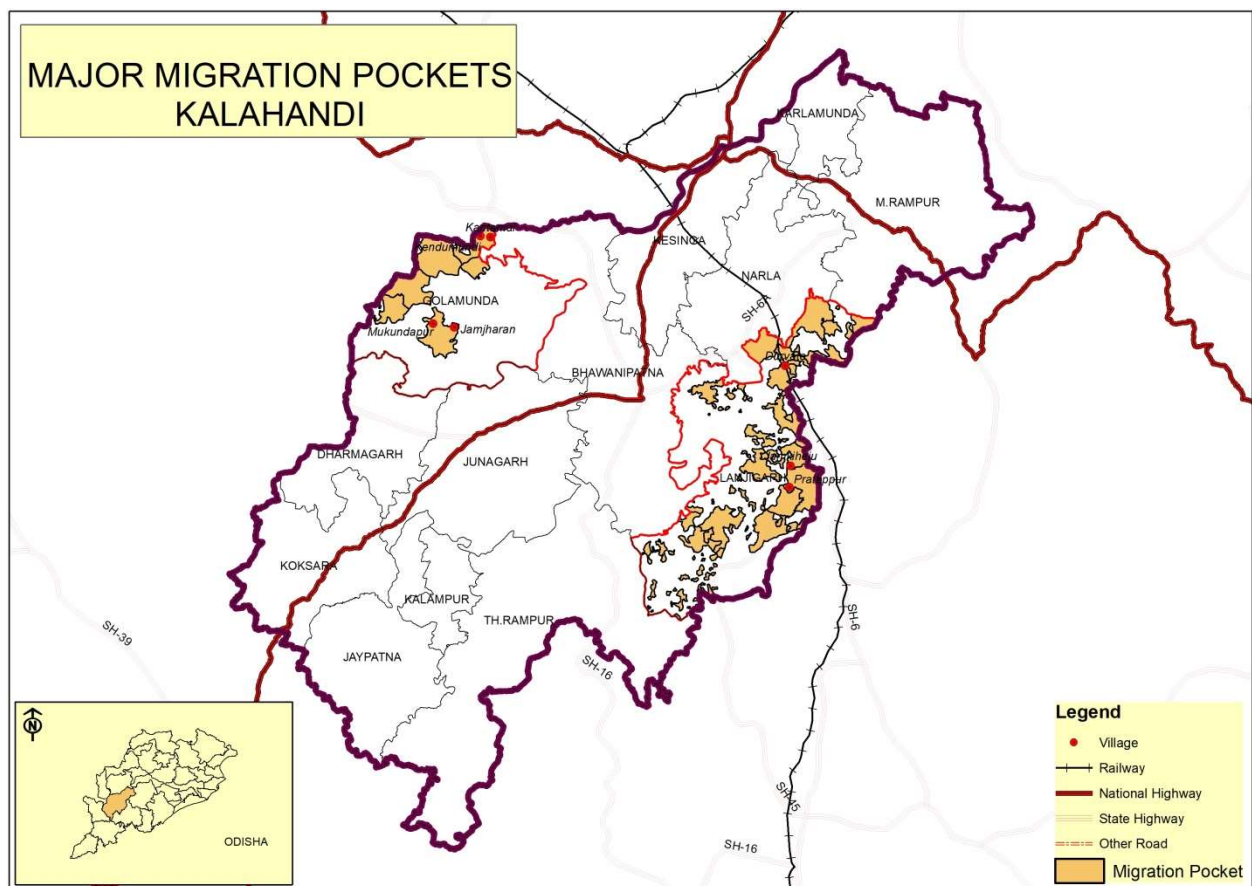 MAJOR MIGRATION POCKETS
KALAHANDI
KARLAMUNDA
M.RAMPUR
KESINGA
NARLA
SH-6A
GOLAMUNDA
Mukundapur
Jamjharan
BHAWANIPATNA
DHARMAGARH
JUNAGARH
LANJIGARH
Pratappur
KOKSARA
KALAMPUR
TH.RAMPUR
JAYPATNA
SH-39
SH-16
SH-6
SH-45
SH-16
N
ODISHA
Legend
Village
Railway
National Highway
State Highway
Other Road
Migration Pocket